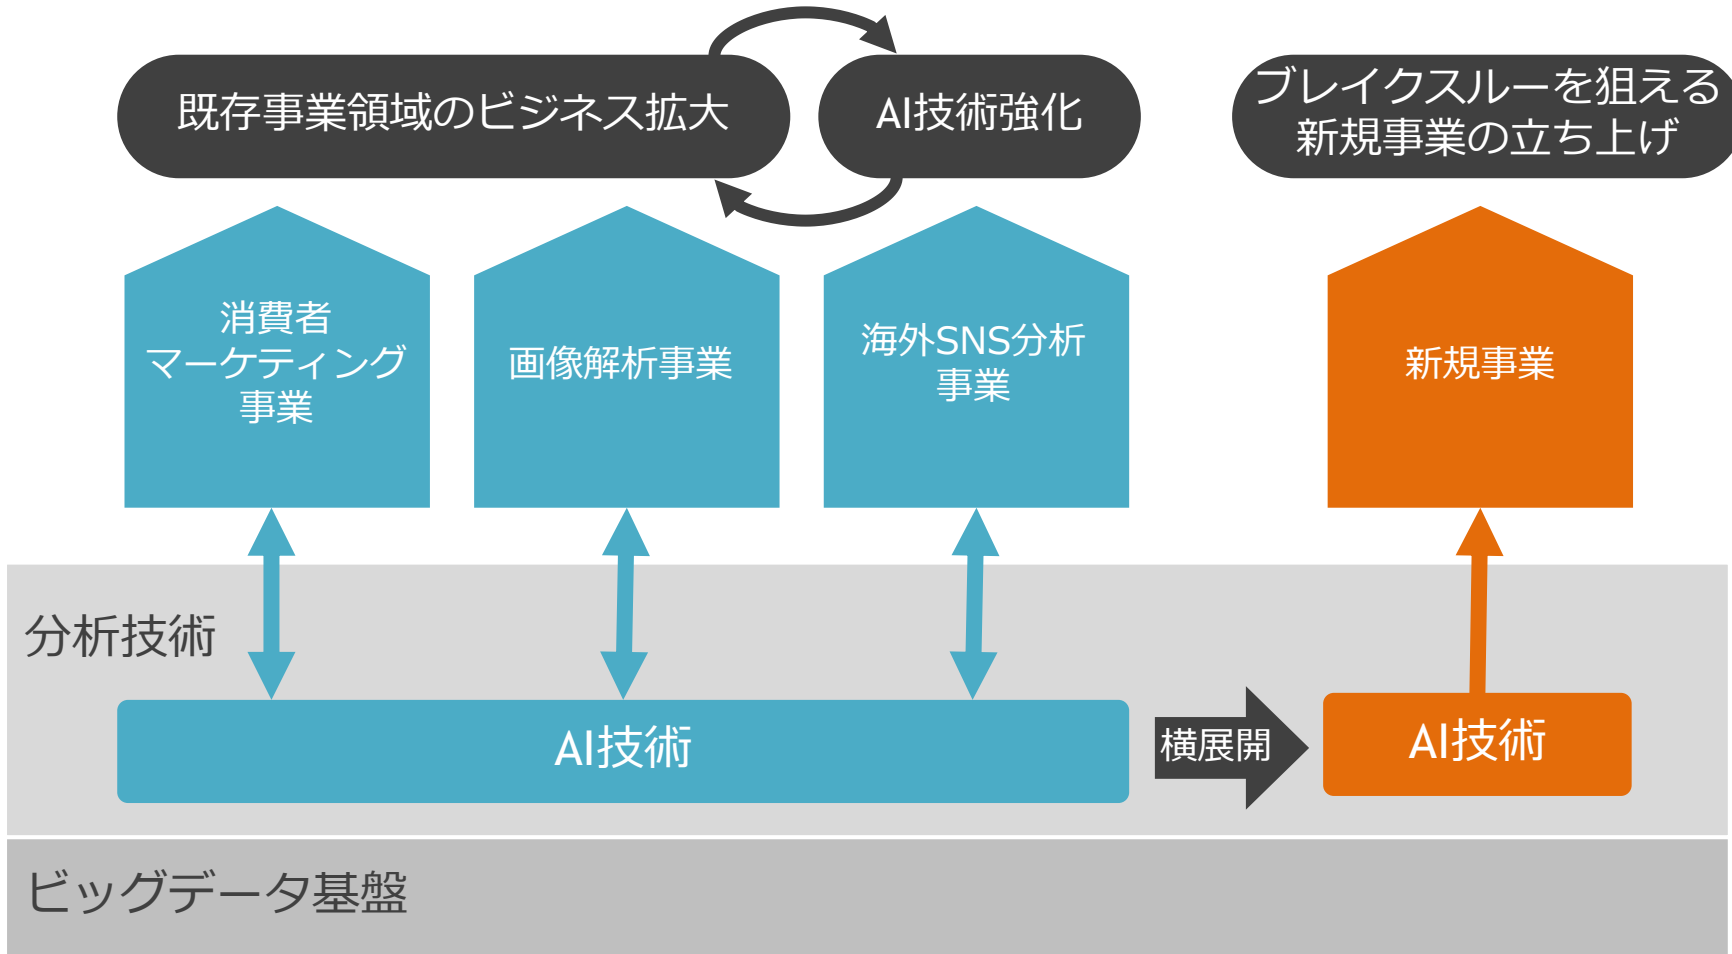 既存事業領域のビジネス拡大
AI技術強化
ブレイクスルーを狙える
新規事業の立ち上げ
消費者
マーケティング
事業
画像解析事業
海外SNS分析
事業
新規事業
分析技術
AI技術
横展開
AI技術
ビッグデータ基盤